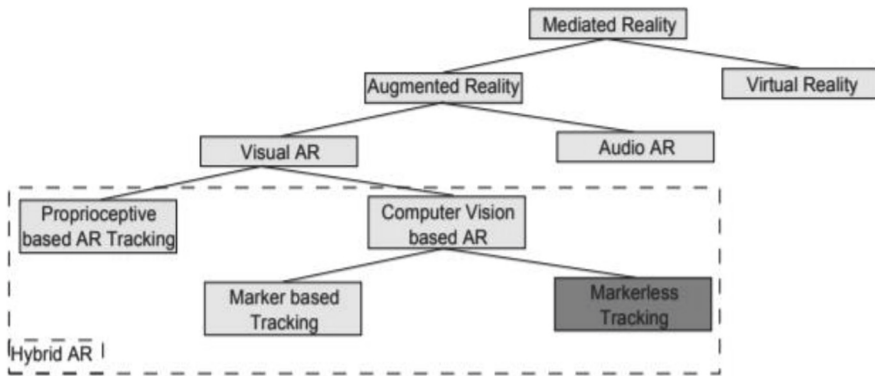 Mediated Reality
Augmented Reality
Virtual Reality
Visual AR
Audio AR
Proprioceptive
based AR Tracking
Computer Vision
based AR
Marker based
Tracking
Markerless
Tracking
Hybrid AR